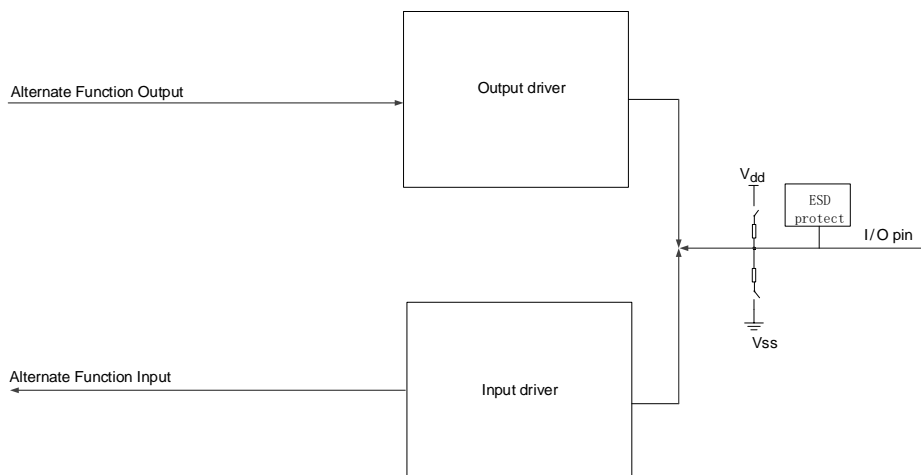 Alternate Function Output
Output driver
Vdd
ESD
protect
I/O pin
Vss
Alternate Function Input
Input driver